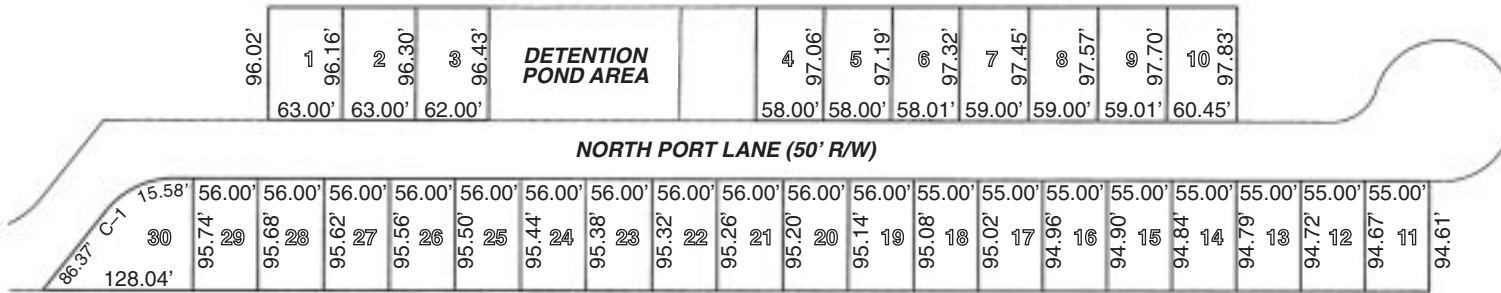 96.02' 1 96.16' 2 96.30' 3 96.43' DETENTION POND AREA 4 97.06' 5 97.19' 6 97.32' 7 97.45' 8 97.57' 9 97.70' 10 97.83'
63.00' 63.00' 62.00' 58.00' 58.00' 58.01' 59.00' 59.00' 59.01' 60.45'
NORTH PORT LANE (50' R/W)
15.58' 56.00' 56.00' 56.00' 56.00' 56.00' 56.00' 56.00' 56.00' 56.00' 56.00' 56.00' 55.00' 55.00' 55.00' 55.00' 55.00' 55.00' 55.00' 55.00'
86.37' C-1 30 95.74' 29 95.68' 28 95.62' 27 95.56' 26 95.50' 25 95.44' 24 95.38' 23 95.32' 22 95.26' 21 95.20' 20 95.14' 19 95.08' 18 95.02' 17 94.96' 16 94.90' 15 94.84' 14 94.79' 13 94.72' 12 94.67' 11 94.61'
128.04'